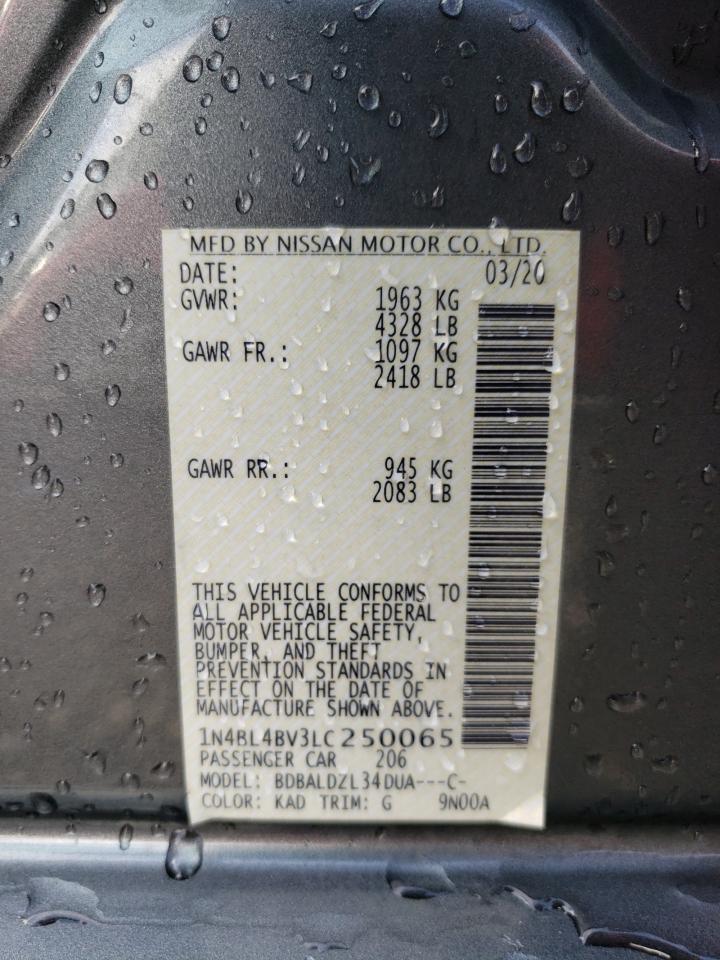 MFD BY NISSAN MOTOR CO., LTD.
DATE: 03/20
GVWR: 1963 KG
4328 LB
GAWR FR.: 1097 KG
2418 LB
GAWR RR.: 945 KG
2083 LB
THIS VEHICLE CONFORMS TO
ALL APPLICABLE FEDERAL
MOTOR VEHICLE SAFETY,
BUMPER, AND THEFT
PREVENTION STANDARDS IN
EFFECT ON THE DATE OF
MANUFACTURE SHOWN ABOVE.
1N4BL4BV3LC250065
PASSENGER CAR 206
MODEL: BDBALDZL34DUA---C-
COLOR: KAD TRIM: G 9N00A